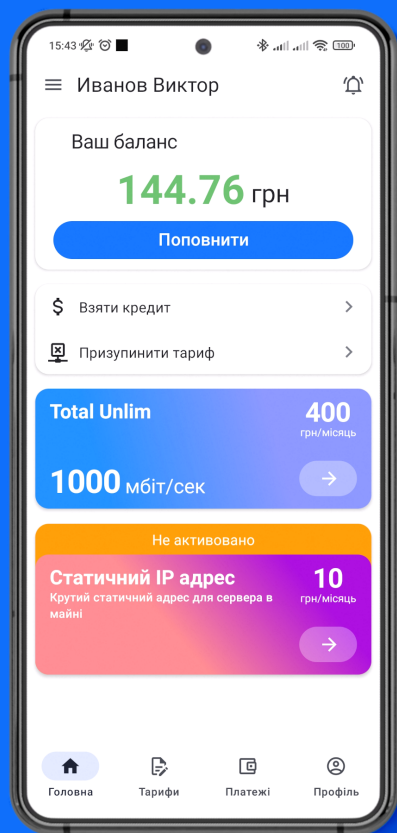 15:43
100
Иванов Виктор
Ваш баланс
144.76 грн
Поповнити
$ Взяти кредит
Призупинити тариф
Total Unlim
400
грн/місяць
1000 мбіт/сек
Не активовано
Статичний IP адрес
10
грн/місяць
Крутий статичний адрес для сервера в
майні
Головна
Тарифи
Платежі
Профіль